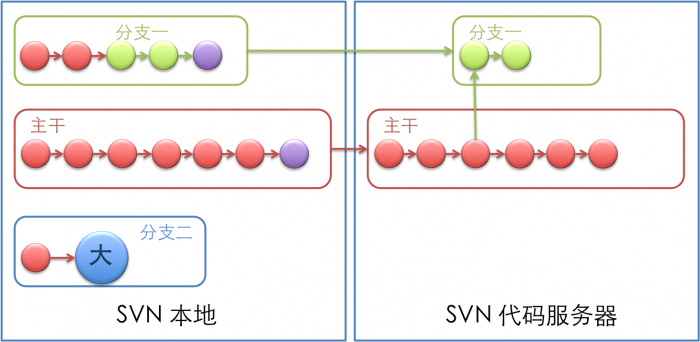 分支一
分支一
主干
主干
分支二
大
SVN 本地
SVN 代码服务器